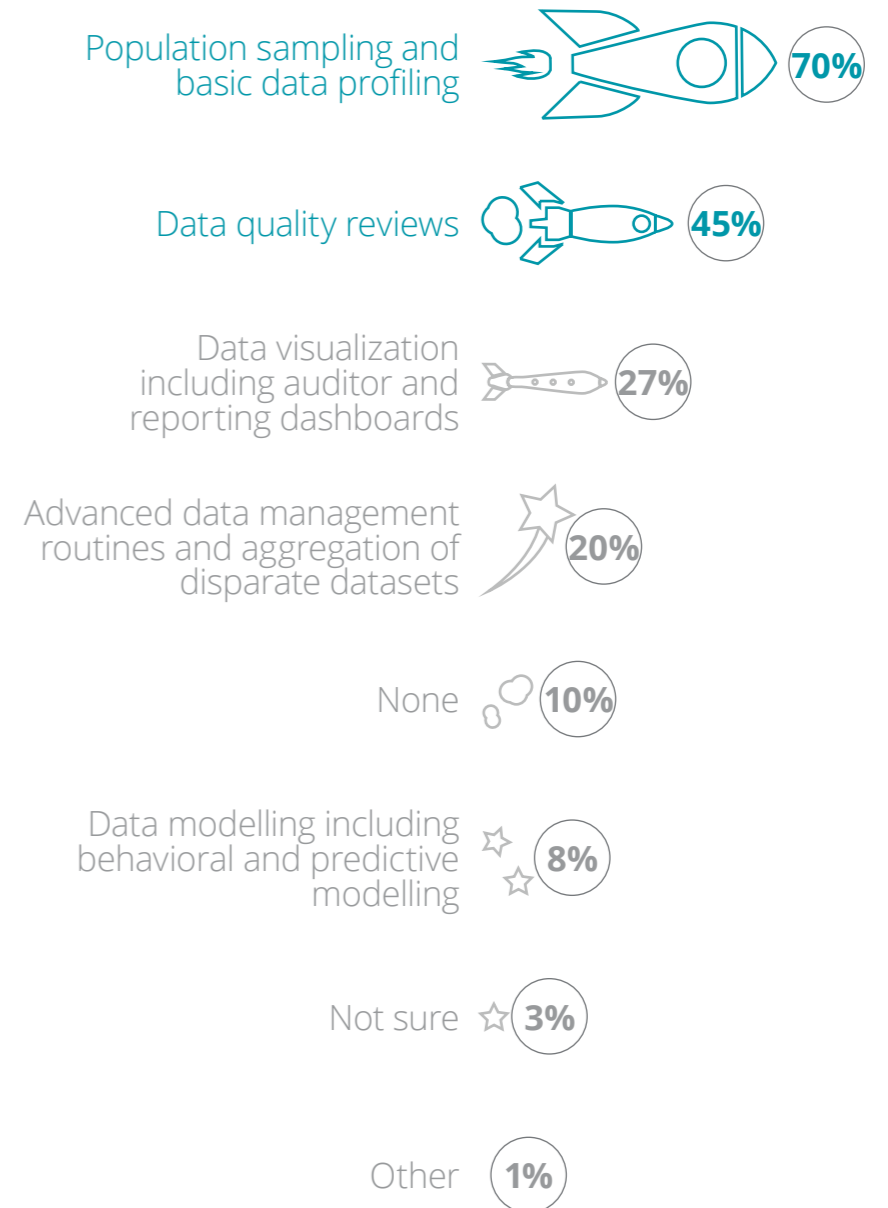 Population sampling and
basic data profiling
70%
Data quality reviews
45%
Data visualization
including auditor and
reporting dashboards
27%
Advanced data management
routines and aggregation of
disparate datasets
20%
None
10%
Data modelling including
behavioral and predictive
modelling
8%
Not sure
3%
Other
1%